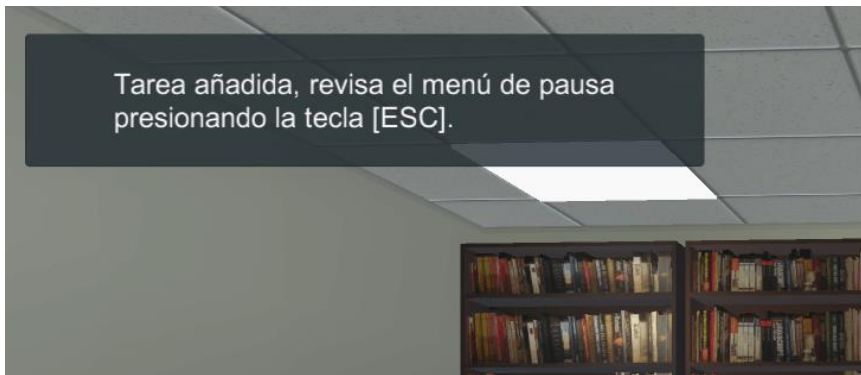 Tarea añadida, revisa el menú de pausa
presionando la tecla [ESC].